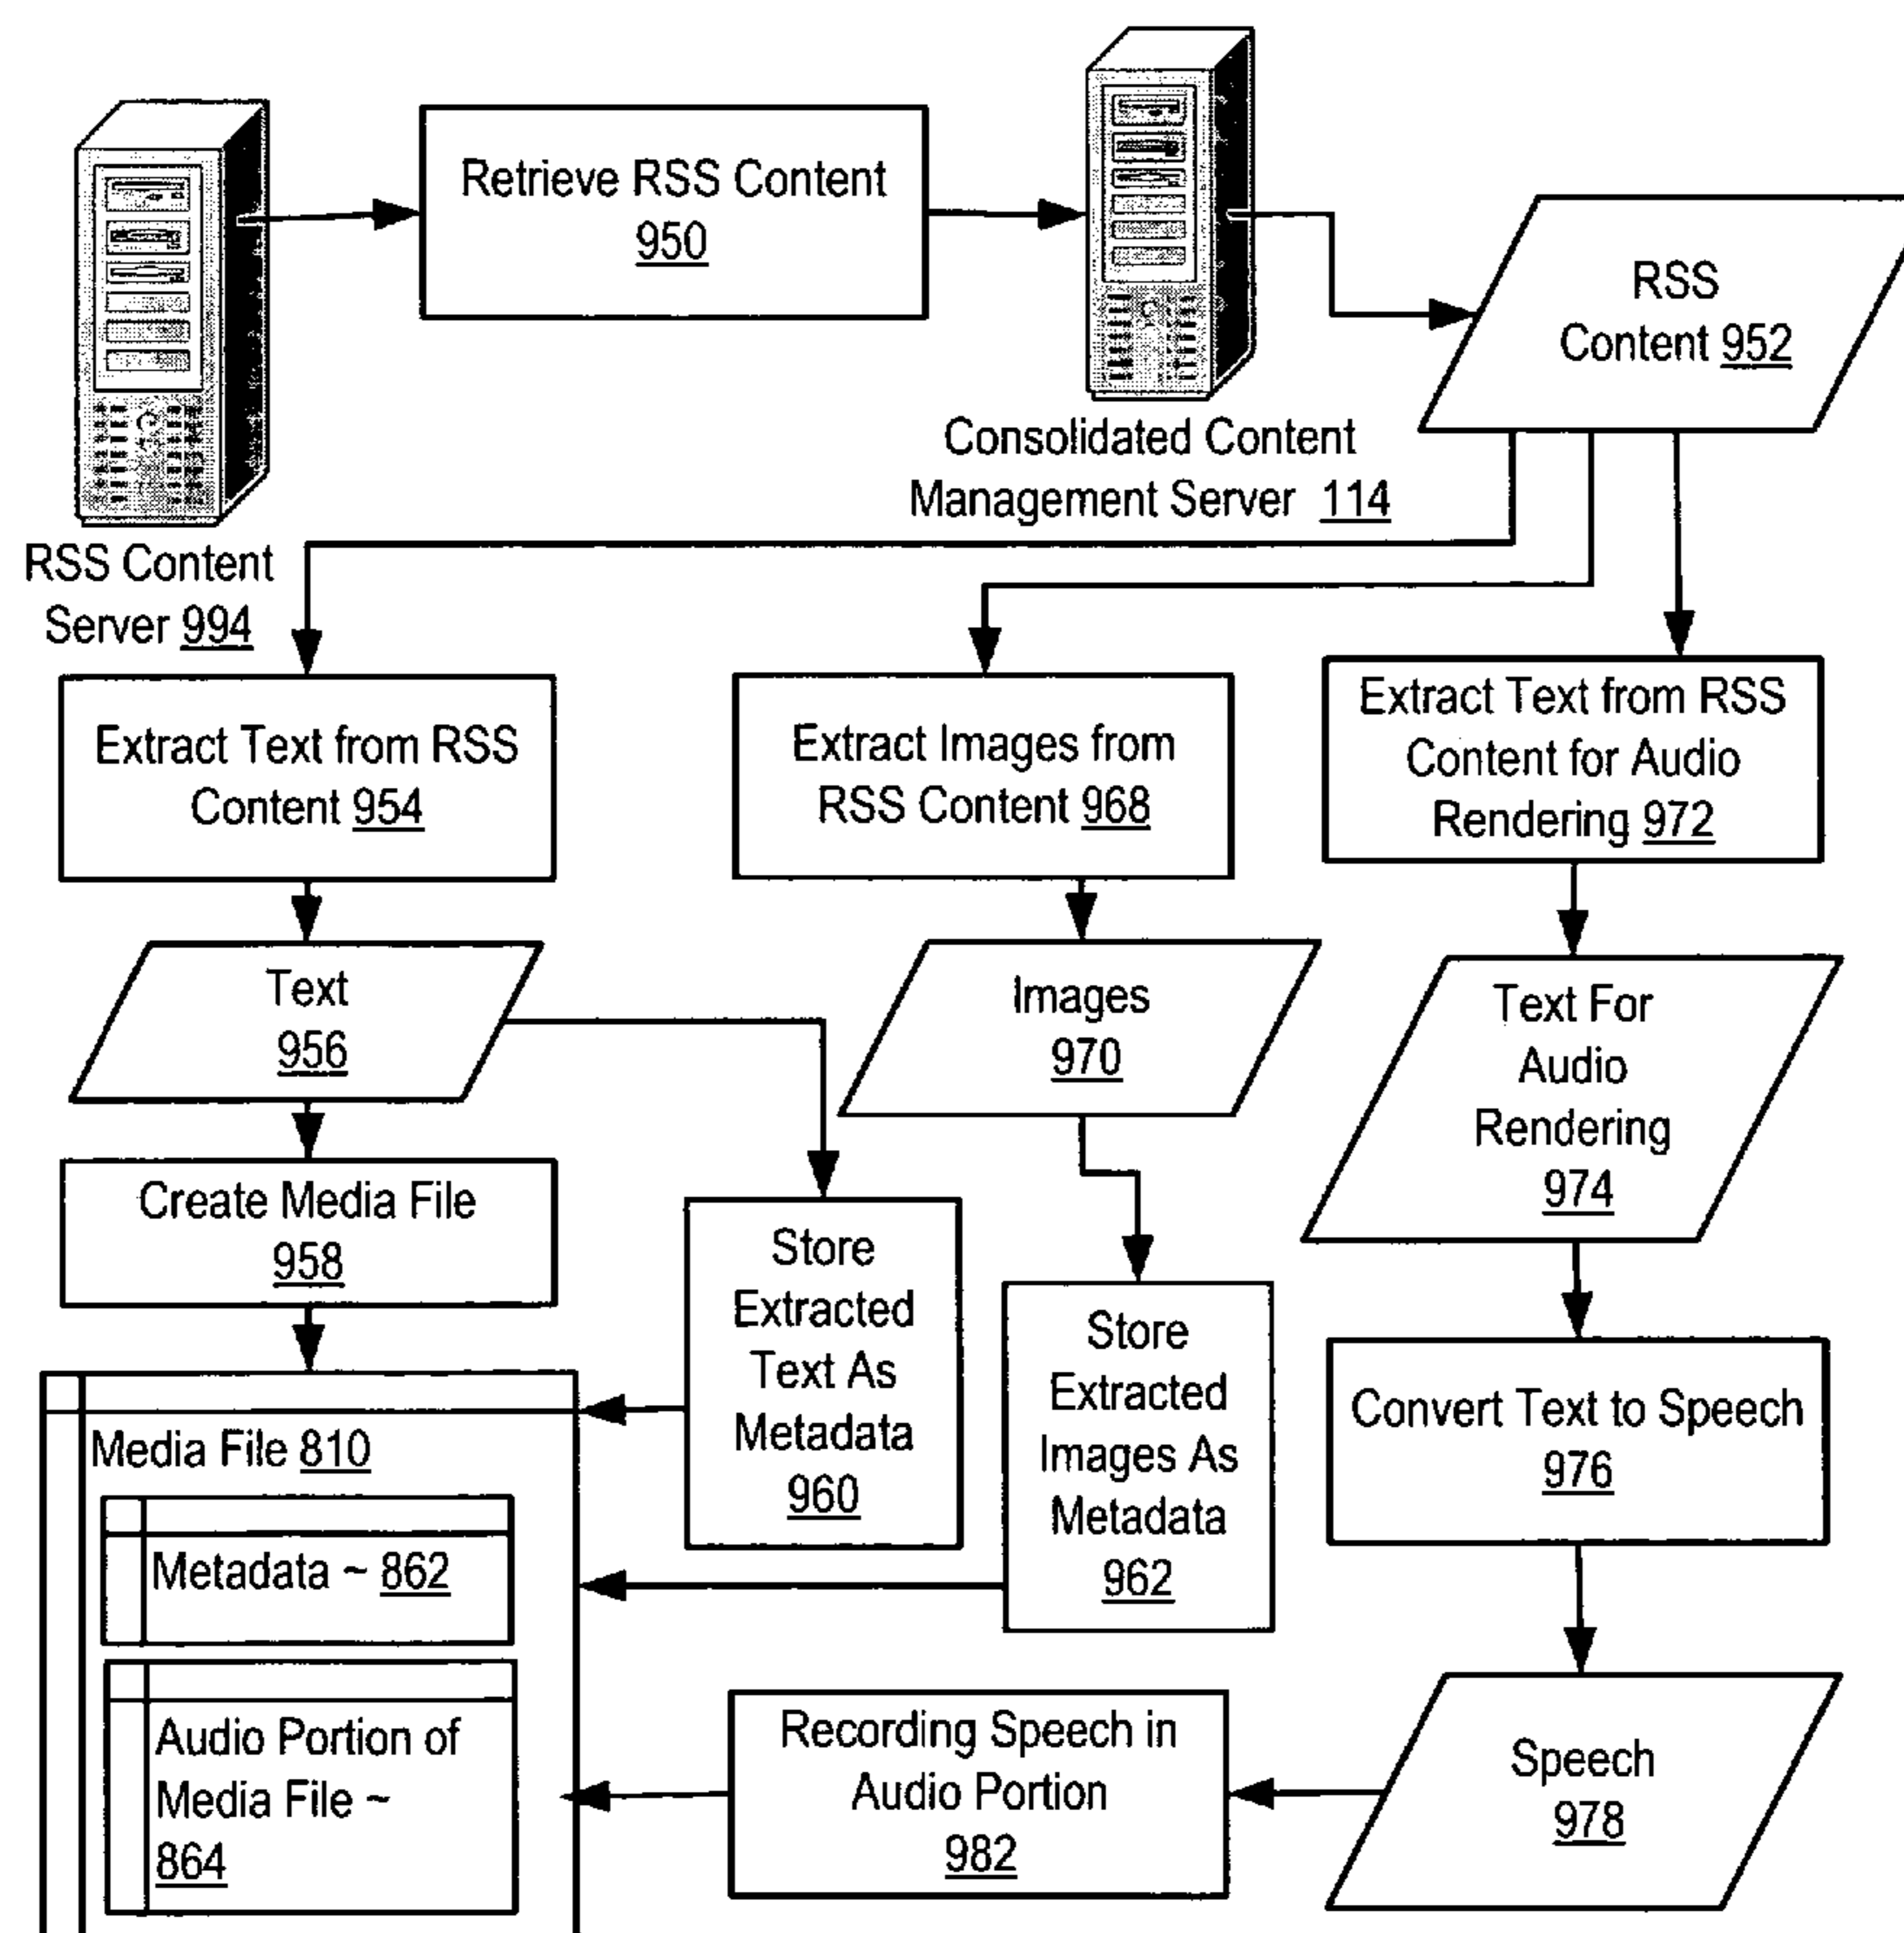 Retrieve RSS Content
950
RSS
Content 952
Consolidated Content
Management Server 114
RSS Content
Server 994
Extract Text from RSS
Content 954
Extract Images from
RSS Content 968
Extract Text from RSS
Content for Audio
Rendering 972
Text
956
Images
970
Text For
Audio
Rendering
974
Create Media File
958
Store
Extracted
Text As
Metadata
960
Store
Extracted
Images As
Metadata
962
Convert Text to Speech
976
Media File 810
Metadata ~ 862
Audio Portion of
Media File ~
864
Recording Speech in
Audio Portion
982
Speech
978